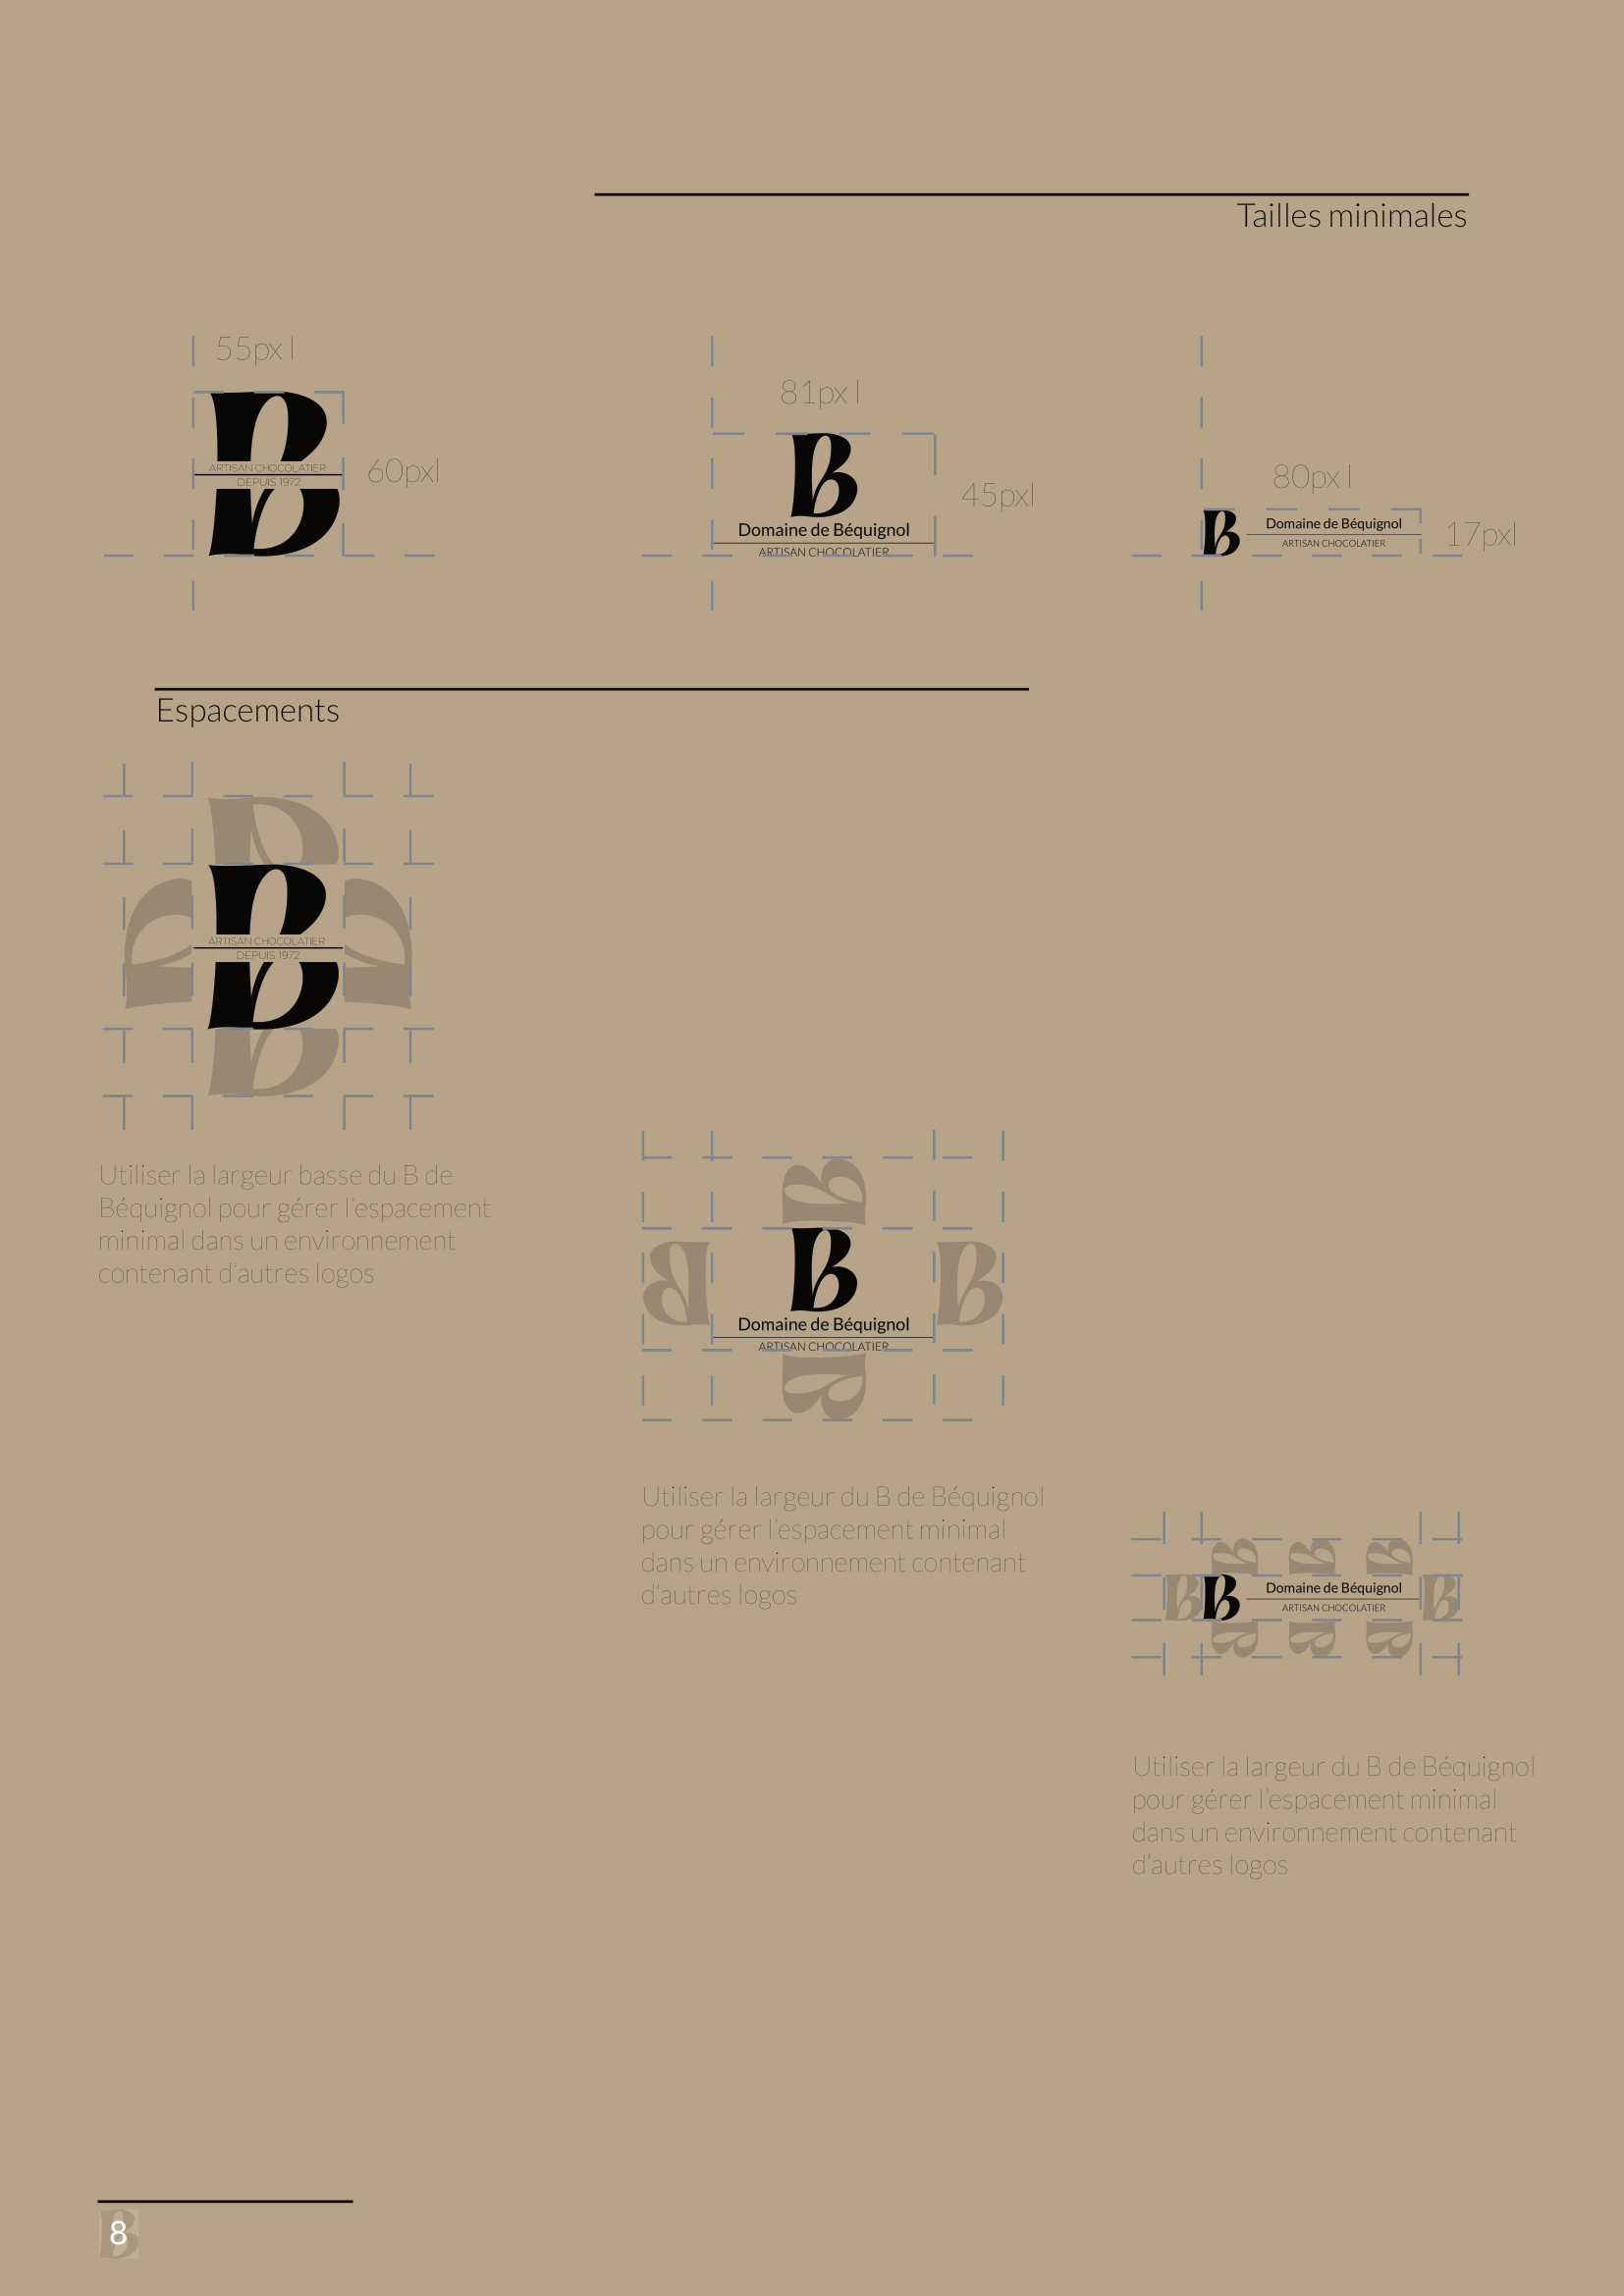 Tailles minimales
55px l
ARTISAN CHOCOLATIER
DEPUIS 1972
60pxl
81px l
B
Domaine de Béquignol
ARTISAN CHOCOLATIER
45pxl
80px l
B
Domaine de Béquignol
ARTISAN CHOCOLATIER
17pxl
Espacements
ARTISAN CHOCOLATIER
DEPUIS 1972
Utiliser la largeur basse du B de
Béquignol pour gérer l'espacement
minimal dans un environnement
contenant d'autres logos
B
Domaine de Béquignol
ARTISAN CHOCOLATIER
Utiliser la largeur du B de Béquignol
pour gérer l'espacement minimal
dans un environnement contenant
d'autres logos
B
Domaine de Béquignol
ARTISAN CHOCOLATIER
Utiliser la largeur du B de Béquignol
pour gérer l'espacement minimal
dans un environnement contenant
d'autres logos
8